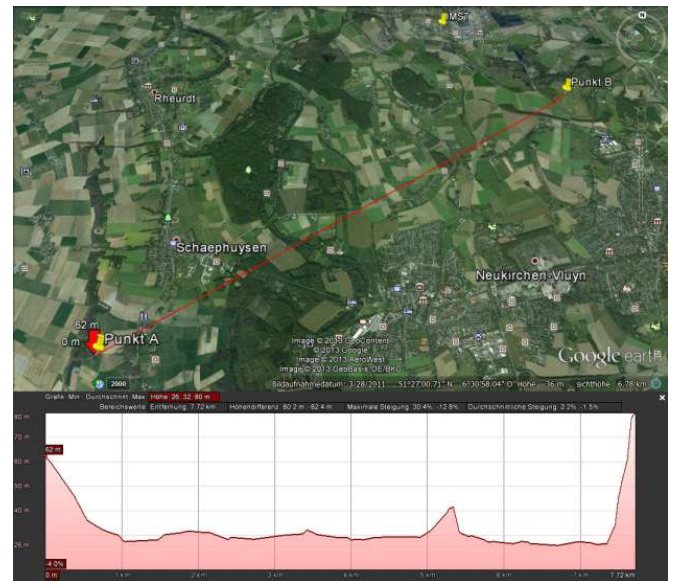 MST
N
Punkt B
Rheurdt
Schaephuysen
Neukirchen-Vluyn
62 m
0 m
Punkt A
Image © 2013 GeoContent
© 2013 Google
Image © 2013 AeroWest
Image © 2013 GeoBasis-DE/BKG
Google earth
2000
Bildaufnahmedatum: 3/28/2011 51°27'00.71" N 6°30'58.04" O Höhe 36 m sichthöhe 6.78 km
Grafik: Min., Durchschnitt, Max. Höhe: 26, 32, 80 m
Bereichswerte: Entfernung: 7.72 km Höhendifferenz: 80.2 m, -62.4 m Maximale Steigung: 30.4%, -12.8% Durchschnittliche Steigung: 2.2%, -1.5%
80 m
70 m
62 m
60 m
50 m
40 m
26 m
-4.0%
0 m
1 km
2 km
3 km
4 km
5 km
6 km
7 km
7.72 km